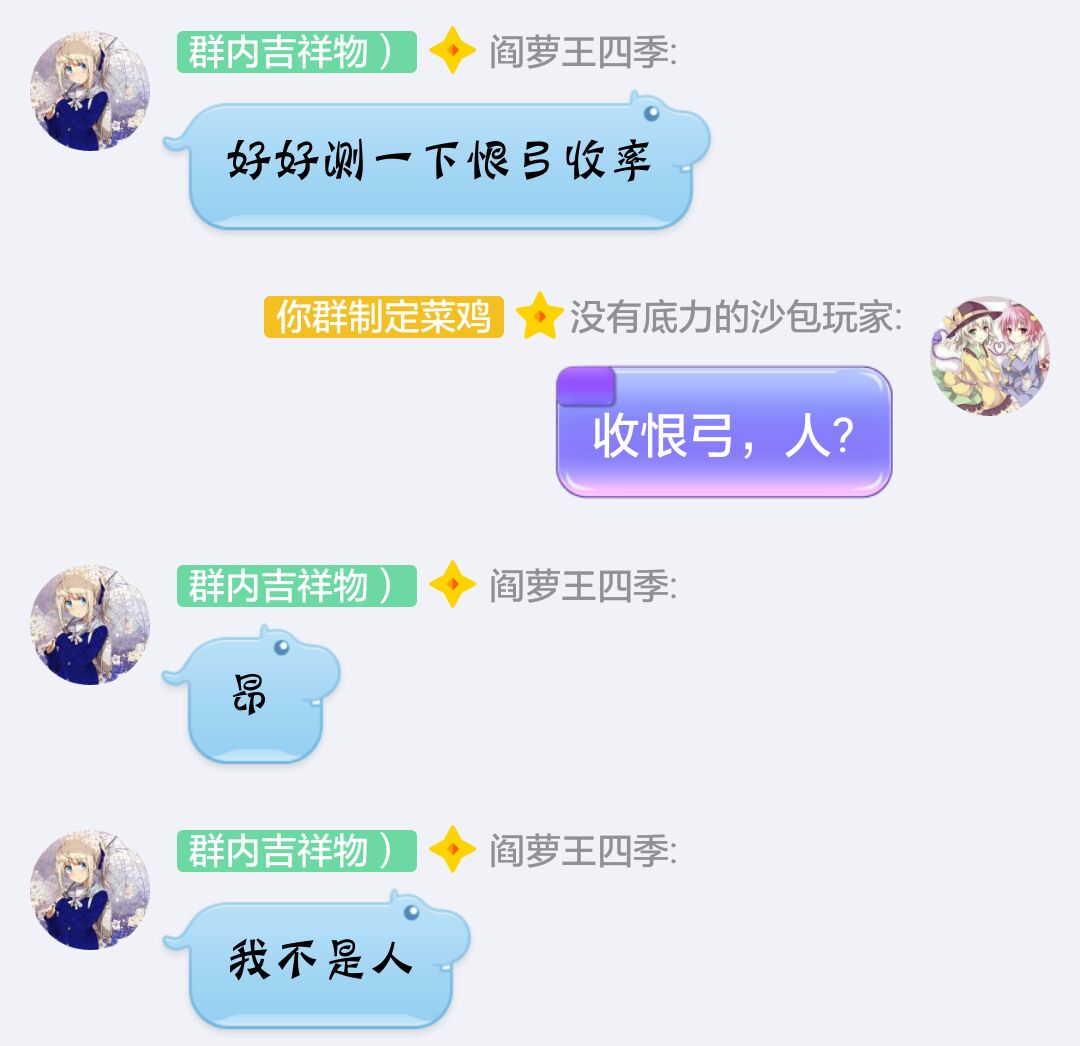 群内吉祥物） 阎萝王四季:
好好测一下恨弓收率
你群制定菜鸡 没有底力的沙包玩家:
收恨弓，人?
群内吉祥物） 阎萝王四季:
昂
群内吉祥物） 阎萝王四季:
我不是人